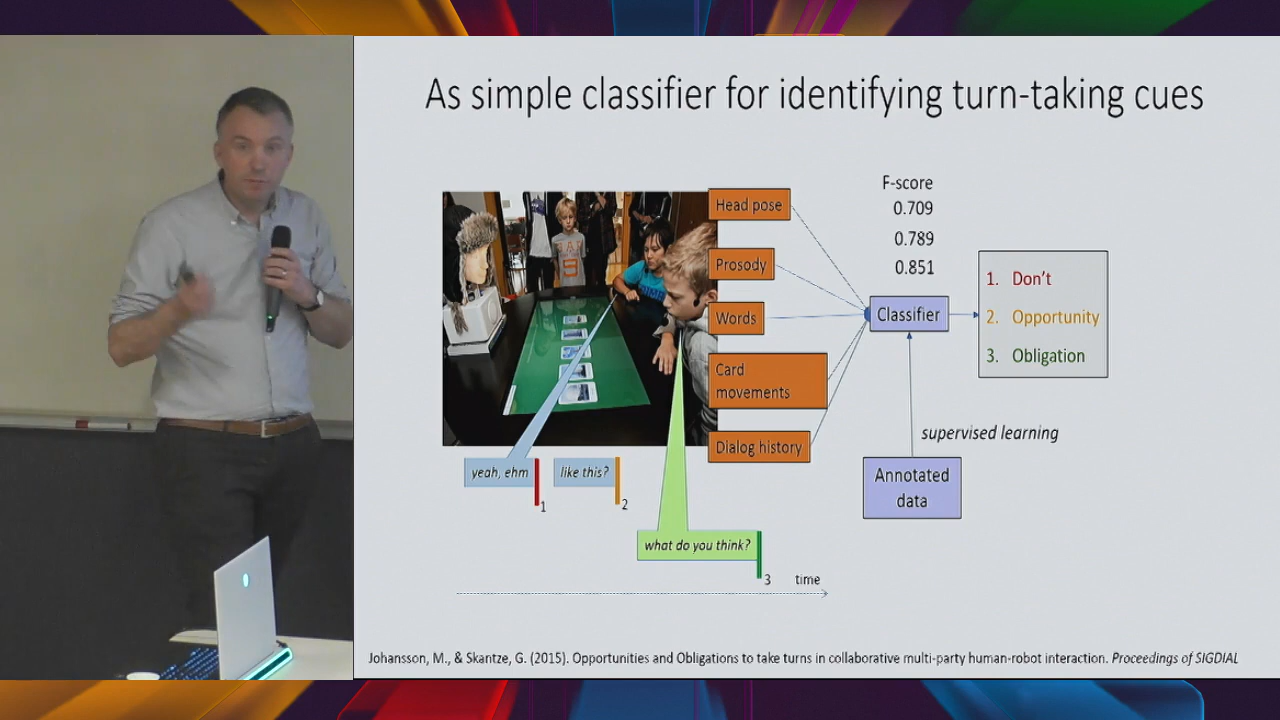 As simple classifier for identifying turn-taking cues
F-score
0.709
0.789
0.851
Head pose
Prosody
Words
Card
movements
Dialog history
Classifier
1. Don't
2. Opportunity
3. Obligation
supervised learning
Annotated
data
yeah, ehm
1
like this?
2
what do you think?
3
time
Johansson, M., & Skantze, G. (2015). Opportunities and Obligations to take turns in collaborative multi-party human-robot interaction. Proceedings of SIGDIAL